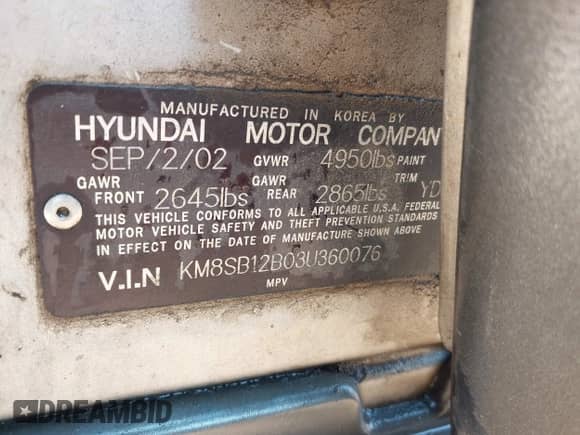 MANUFACTURED IN KOREA BY
HYUNDAI MOTOR COMPAN
SEP/2/02 GVWR 4950lbs PAINT
GAWR FRONT 2645lbs GAWR REAR 2865lbs TRIM YD
THIS VEHICLE CONFORMS TO ALL APPLICABLE U.S.A. FEDERAL
MOTOR VEHICLE SAFETY AND THEFT PREVENTION STANDARDS
IN EFFECT ON THE DATE OF MANUFACTURE SHOWN ABOVE
V.I.N KM8SB12B03U360076
MPV
DREAMBID